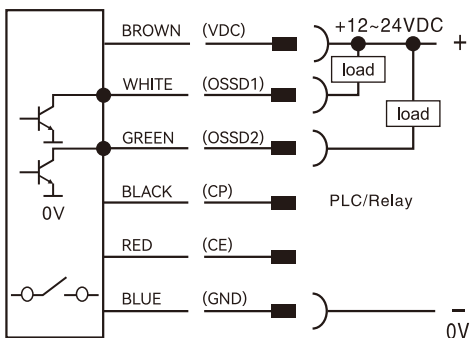 BROWN (VDC) +12~24VDC +
load
WHITE (OSSD1)
load
GREEN (OSSD2)
BLACK (CP) PLC/Relay
0V
RED (CE)
BLUE (GND) −
0V